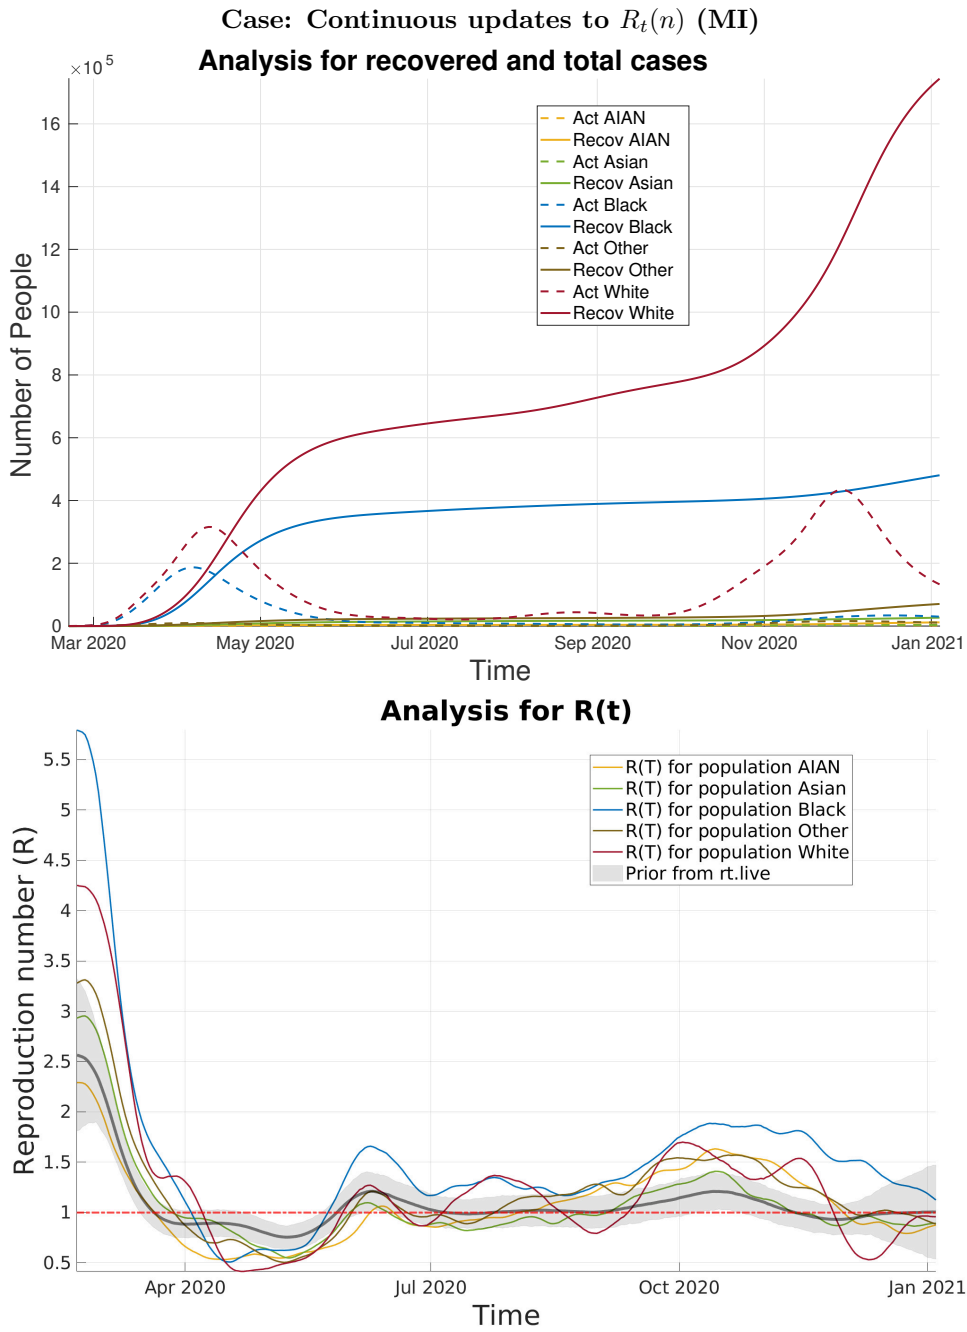 Case: Continuous updates to R_t(n) (MI)
Analysis for recovered and total cases
×10^5
16
14
12
10
8
6
4
2
0
Number of People
Act AIAN
Recov AIAN
Act Asian
Recov Asian
Act Black
Recov Black
Act Other
Recov Other
Act White
Recov White
Mar 2020 May 2020 Jul 2020 Sep 2020 Nov 2020 Jan 2021
Time
Analysis for R(t)
5.5
5
4.5
4
3.5
3
2.5
2
1.5
1
0.5
Reproduction number (R)
R(T) for population AIAN
R(T) for population Asian
R(T) for population Black
R(T) for population Other
R(T) for population White
Prior from rt.live
Apr 2020 Jul 2020 Oct 2020 Jan 2021
Time